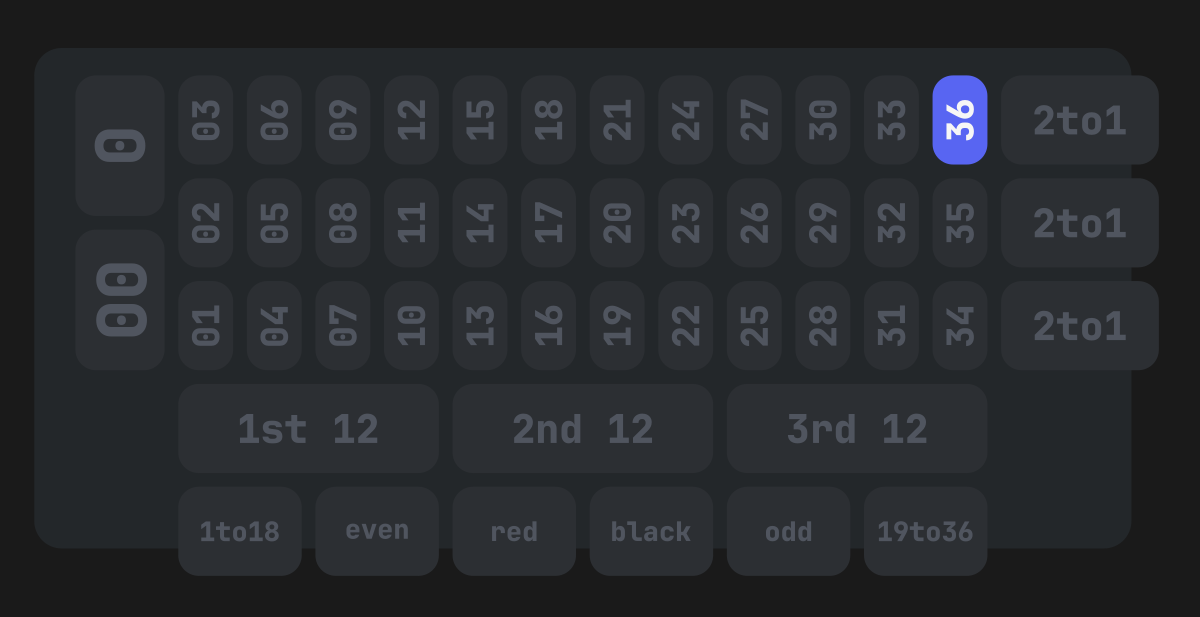 0
03 06 09 12 15 18 21 24 27 30 33 36 2to1
00
02 05 08 11 14 17 20 23 26 29 32 35 2to1
01 04 07 10 13 16 19 22 25 28 31 34 2to1
1st 12 2nd 12 3rd 12
1to18 even red black odd 19to36